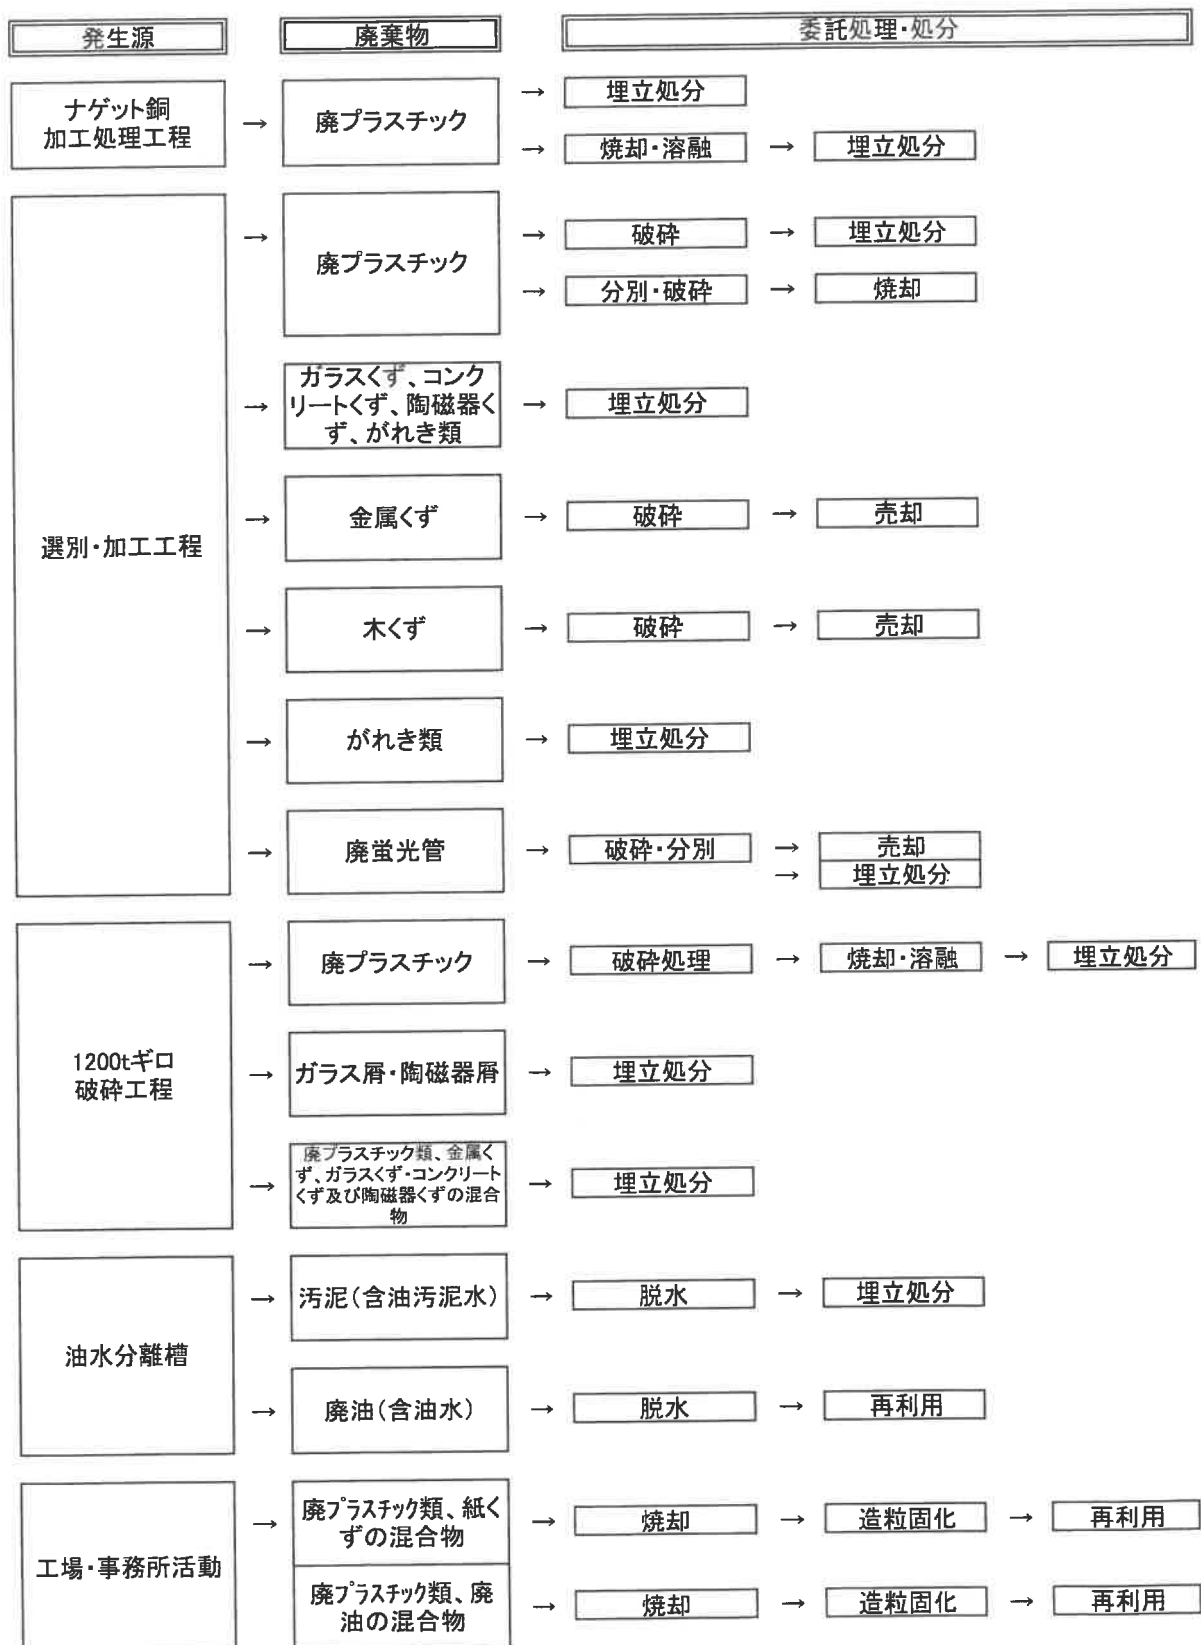 発生源
廃棄物
委託処理・処分
ナゲット銅
加工処理工程
→
廃プラスチック
→
埋立処分
→
焼却・溶融
→
埋立処分
選別・加工工程
→
廃プラスチック
→
破砕
→
埋立処分
→
分別・破砕
→
焼却
→
ガラスくず、コンク
リートくず、陶磁器く
ず、がれき類
→
埋立処分
→
金属くず
→
破砕
→
売却
→
木くず
→
破砕
→
売却
→
がれき類
→
埋立処分
→
廃蛍光管
→
破砕・分別
→
売却
→
埋立処分
1200tギロ
破砕工程
→
廃プラスチック
→
破砕処理
→
焼却・溶融
→
埋立処分
→
ガラス屑・陶磁器屑
→
埋立処分
→
廃プラスチック類、金属く
ず、ガラスくず・コンクリート
くず及び陶磁器くずの混合
物
→
埋立処分
油水分離槽
→
汚泥(含油汚泥水)
→
脱水
→
埋立処分
→
廃油(含油水)
→
脱水
→
再利用
工場・事務所活動
→
廃プラスチック類、紙く
ずの混合物
→
焼却
→
造粒固化
→
再利用
廃プラスチック類、廃
油の混合物
→
焼却
→
造粒固化
→
再利用